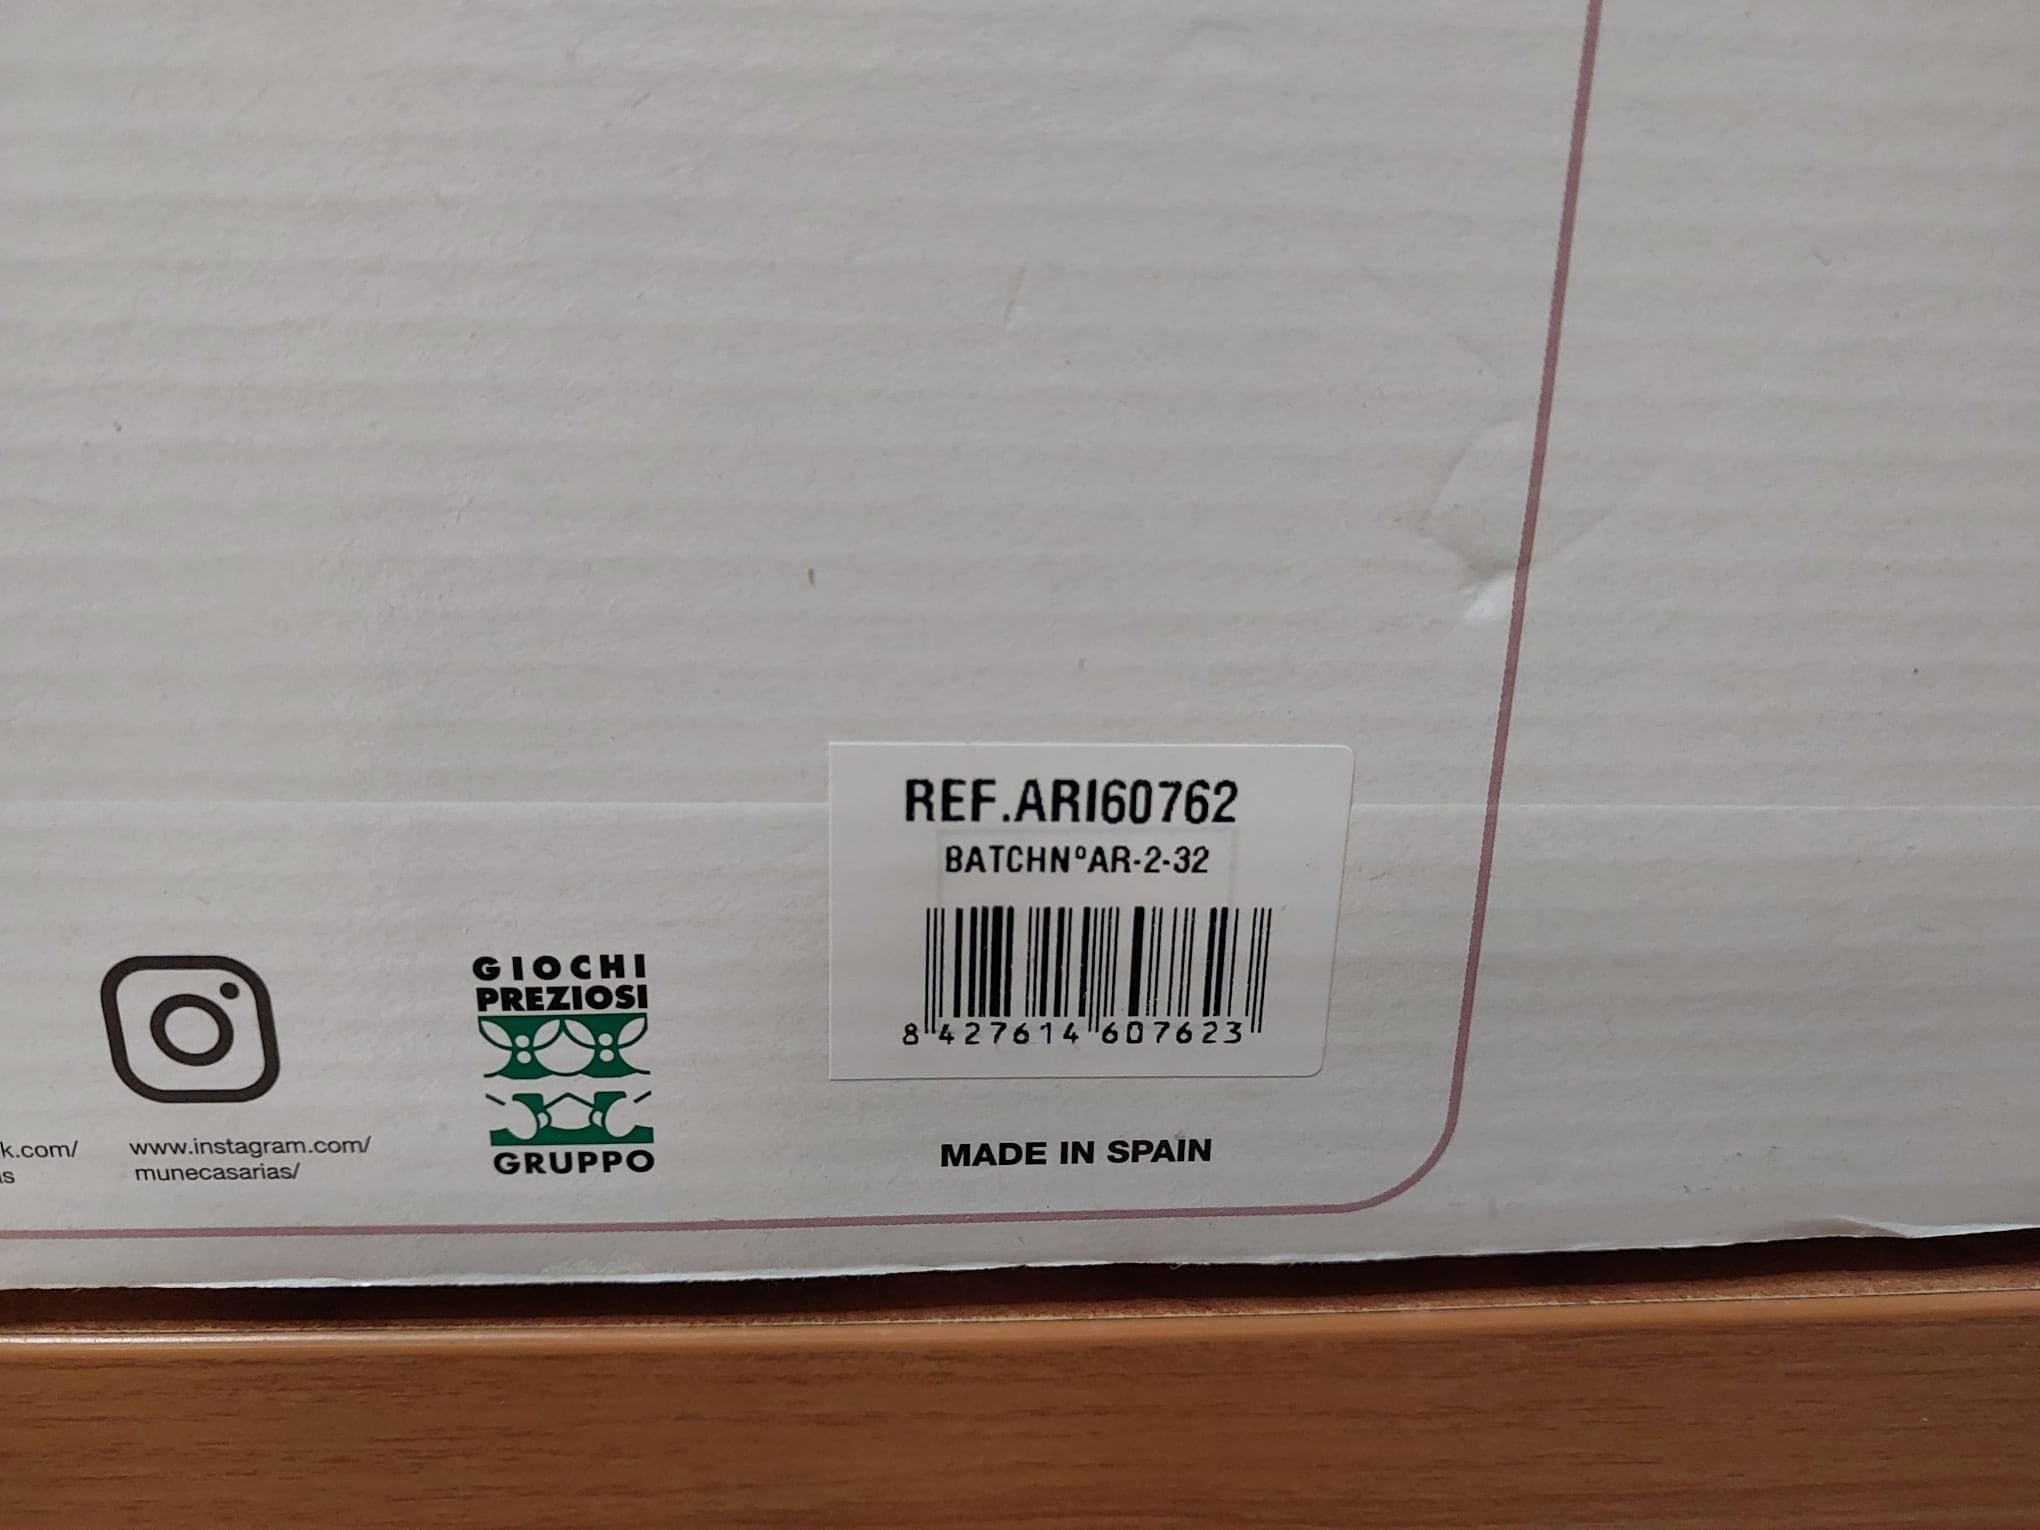 REF.ARI60762
BATCHNºAR-2-32
8 427614 607623
MADE IN SPAIN
GIOCHI
PREZIOSI
GRUPPO
www.instagram.com/
munecasarias/
k.com/
s